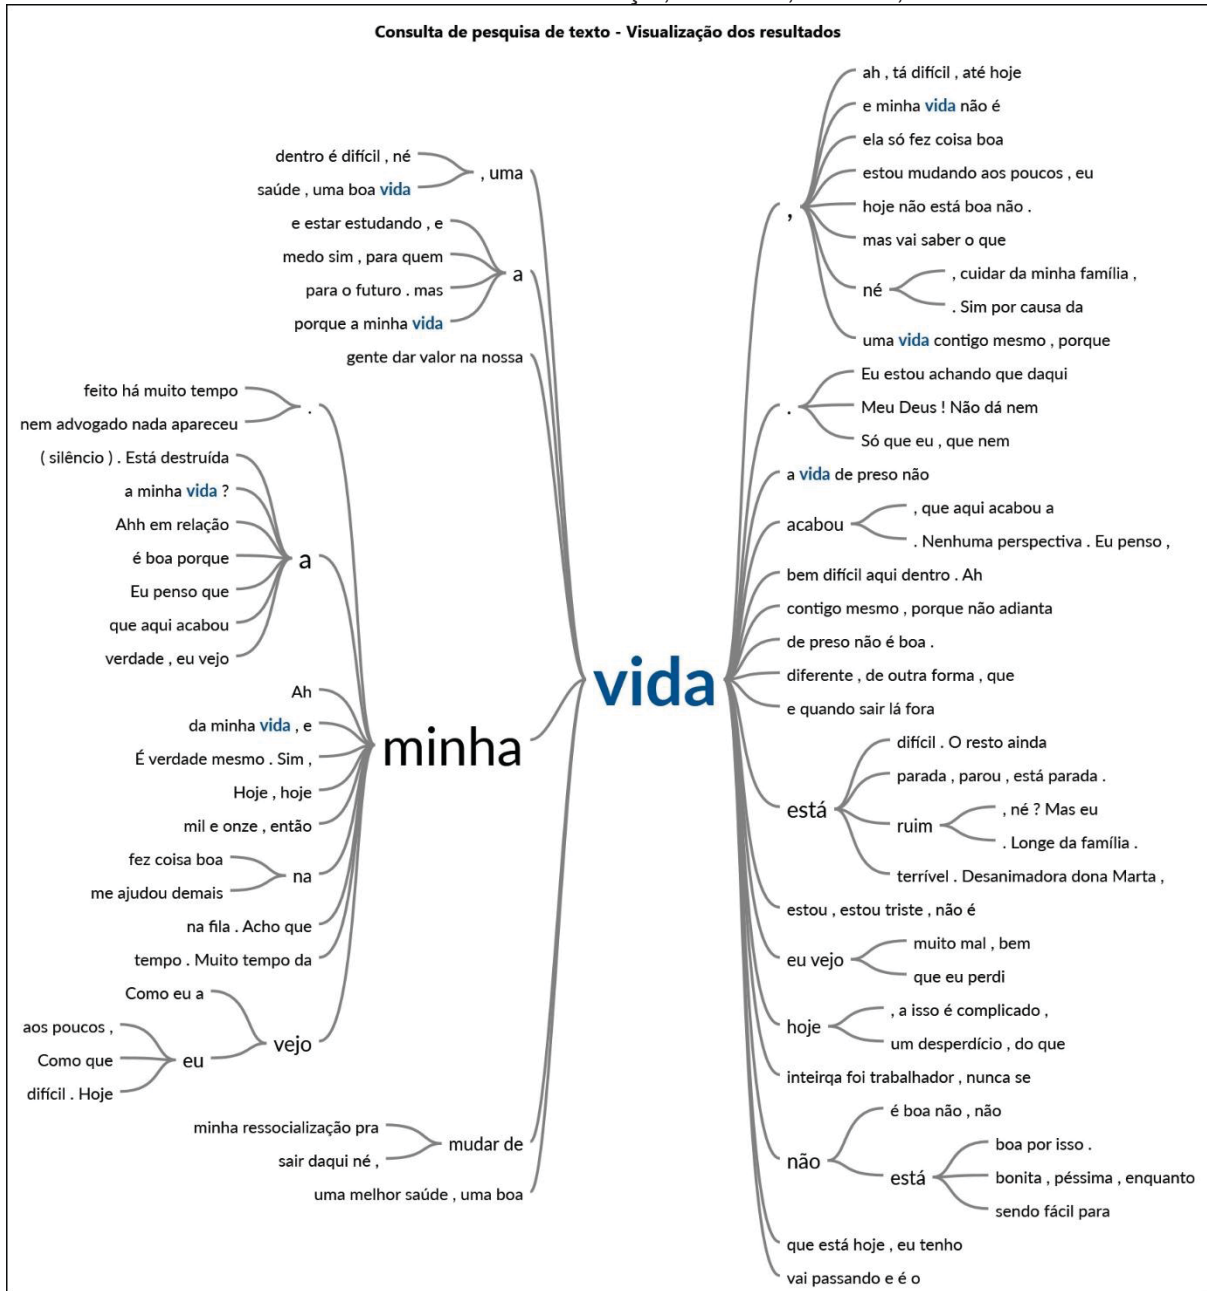 Consulta de pesquisa de texto - Visualização dos resultados
dentro é difícil , né
saúde , uma boa vida
, uma
e estar estudando , e
medo sim , para quem
para o futuro . mas
porque a minha vida
a
gente dar valor na nossa
feito há muito tempo
nem advogado nada apareceu
.
( silêncio ) . Está destruída
a minha vida ?
Ahh em relação
é boa porque
Eu penso que
que aqui acabou
verdade , eu vejo
a
Ah
da minha vida , e
É verdade mesmo . Sim ,
Hoje , hoje
mil e onze , então
fez coisa boa
me ajudou demais
na
na fila . Acho que
tempo . Muito tempo da
Como eu a
aos poucos ,
Como que
difícil . Hoje
eu
vejo
minha
minha ressocialização pra
sair daqui né ,
mudar de
uma melhor saúde , uma boa
vida
,
ah , tá difícil , até hoje
e minha vida não é
ela só fez coisa boa
estou mudando aos poucos , eu
hoje não está boa não .
mas vai saber o que
né
, cuidar da minha família ,
. Sim por causa da
uma vida contigo mesmo , porque
.
Eu estou achando que daqui
Meu Deus ! Não dá nem
Só que eu , que nem
a vida de preso não
acabou
, que aqui acabou a
. Nenhuma perspectiva . Eu penso ,
bem difícil aqui dentro . Ah
contigo mesmo , porque não adianta
de preso não é boa .
diferente , de outra forma , que
e quando sair lá fora
está
difícil . O resto ainda
parada , parou , está parada .
ruim
, né ? Mas eu
. Longe da família .
terrível . Desanimadora dona Marta ,
estou , estou triste , não é
eu vejo
muito mal , bem
que eu perdi
hoje
, a isso é complicado ,
um desperdício , do que
inteirqa foi trabalhador , nunca se
não
é boa não , não
está
boa por isso .
bonita , péssima , enquanto
sendo fácil para
que está hoje , eu tenho
vai passando e é o